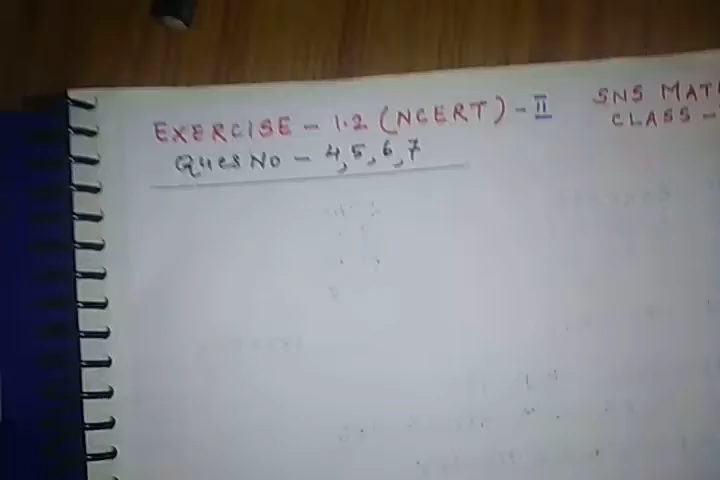 EXERCISE - 1.2 (NCERT) - II
Ques No - 4,5,6,7
SNS MAT
CLASS -